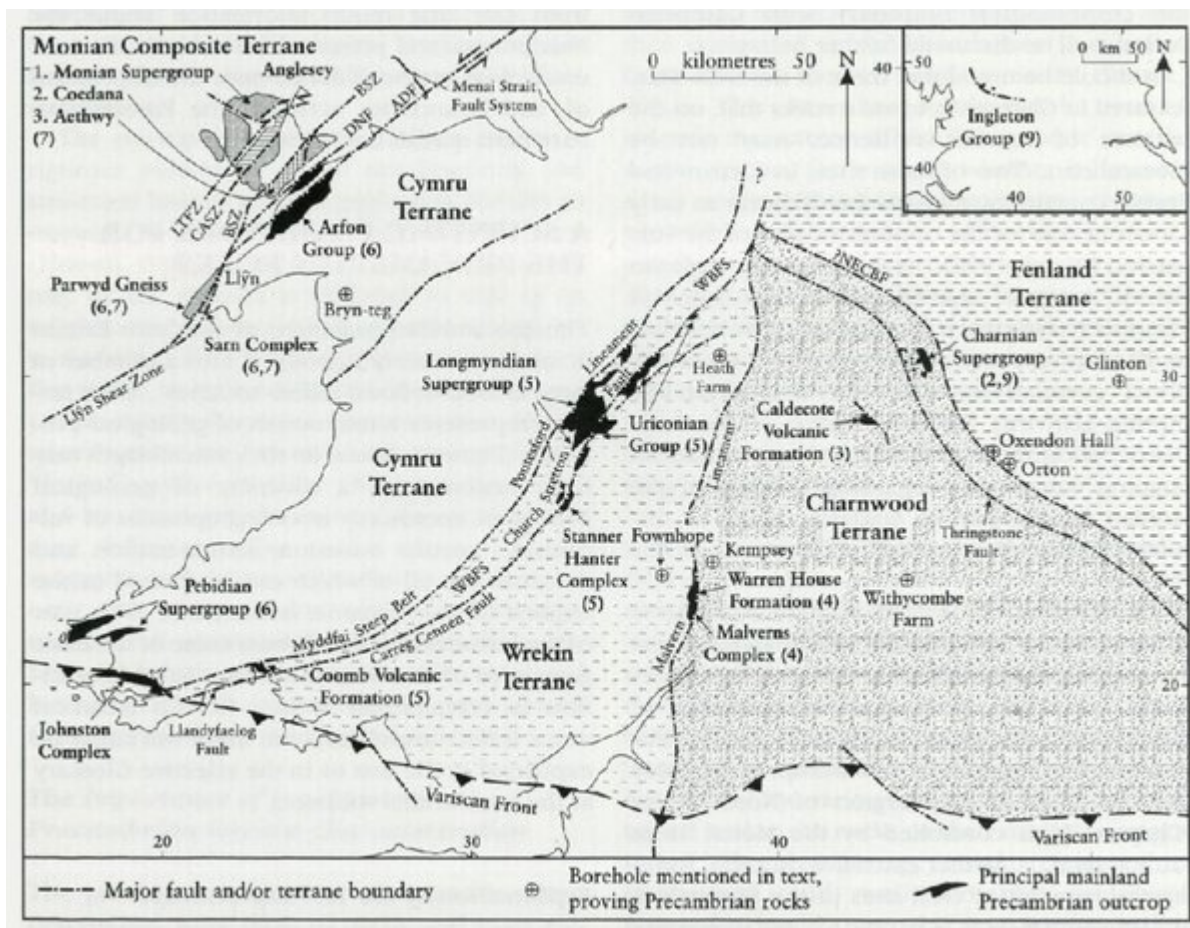 Monian Composite Terrane
1. Monian Supergroup
2. Coedana
3. Aethwy
(7)
Anglesey
BSZ
ADF
DNF
Menai Strait
Fault System
0 kilometres 50
N
0 km 50
N
50
Ingleton
Group (9)
40
40
50
LTZ
CASZ
BSZ
Cymru
Terrane
Arfon
Group (6)
Parwyd Gneiss
(6,7)
Llŷn
Bryn-teg
Sarn Complex
(6,7)
Llŷn Shear Zone
WBFS
?NECBF
Fenland
Terrane
Charnian
Supergroup
(2,9)
Glinton
30
Longmyndian
Supergroup (5)
Lineament
Fault
Heath
Farm
Uriconian
Group (5)
Caldecote
Volcanic
Formation (3)
Oxendon Hall
Orton
Pontesford
Lineament
Cymru
Terrane
Church Stretton
Charnwood
Terrane
Thringstone
Fault
Stanner
Hanter
Complex
(5)
Fownhope
Kempsey
Warren House
Formation (4)
Withycombe
Farm
Malverns
Complex (4)
Malvern
Pebidian
Supergroup (6)
Myddfai Steep Belt
WBFS
Carreg Cennen Fault
Wrekin
Terrane
Coomb Volcanic
Formation (5)
20
Johnston
Complex
Llandyfaelog
Fault
Variscan Front
Variscan Front
20
30
40
Major fault and/or terrane boundary
Borehole mentioned in text,
proving Precambrian rocks
Principal mainland
Precambrian outcrop